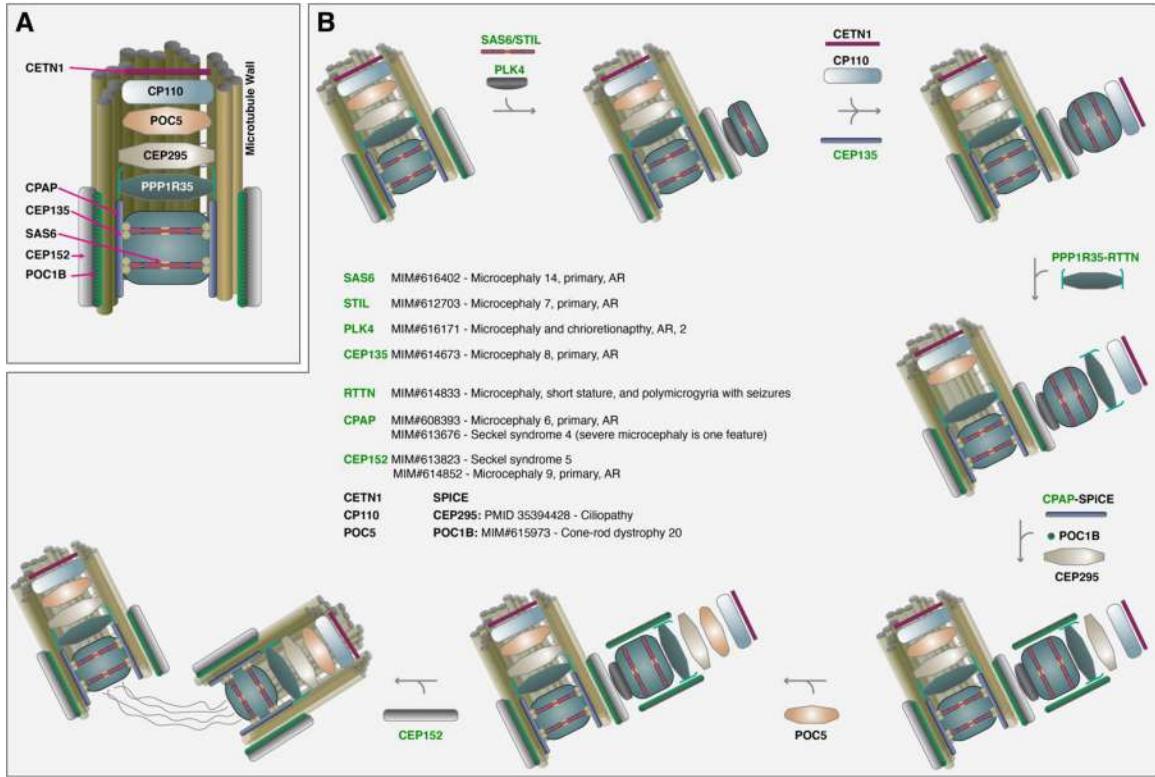 A
CETN1
CP110
POC5
CEP295
PPP1R35
Microtubule Wall
CPAP
CEP135
SAS6
CEP152
POC1B
B
SAS6/STIL
PLK4
CETN1
CP110
CEP135
PPP1R35-RTTN
SAS6 MIM#616402 - Microcephaly 14, primary, AR
STIL MIM#612703 - Microcephaly 7, primary, AR
PLK4 MIM#616171 - Microcephaly and chrioretionapthy, AR, 2
CEP135 MIM#614673 - Microcephaly 8, primary, AR
RTTN MIM#614833 - Microcephaly, short stature, and polymicrogyria with seizures
CPAP MIM#608393 - Microcephaly 6, primary, AR
MIM#613676 - Seckel syndrome 4 (severe microcephaly is one feature)
CEP152 MIM#613823 - Seckel syndrome 5
MIM#614852 - Microcephaly 9, primary, AR
CETN1 SPICE
CP110 CEP295: PMID 35394428 - Ciliopathy
POC5 POC1B: MIM#615973 - Cone-rod dystrophy 20
CPAP-SPiCE
POC1B
CEP295
POC5
CEP152